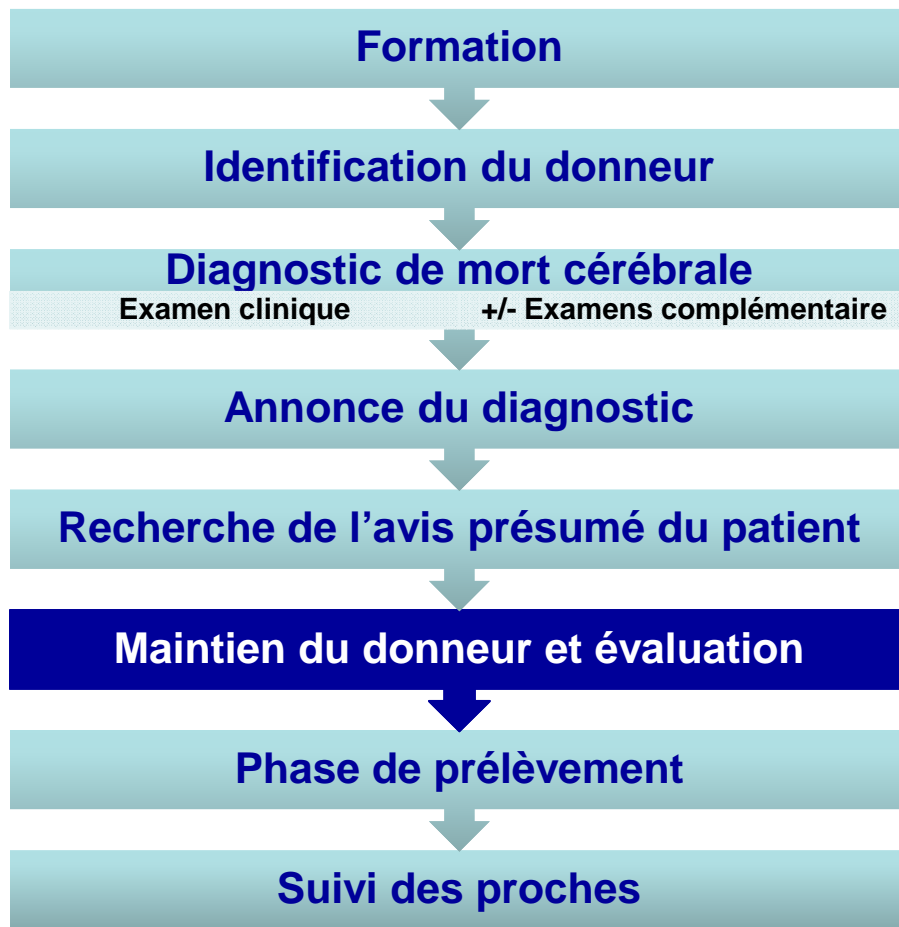 Formation
Identification du donneur
Diagnostic de mort cérébrale
Examen clinique +/- Examens complémentaire
Annonce du diagnostic
Recherche de l’avis présumé du patient
Maintien du donneur et évaluation
Phase de prélèvement
Suivi des proches